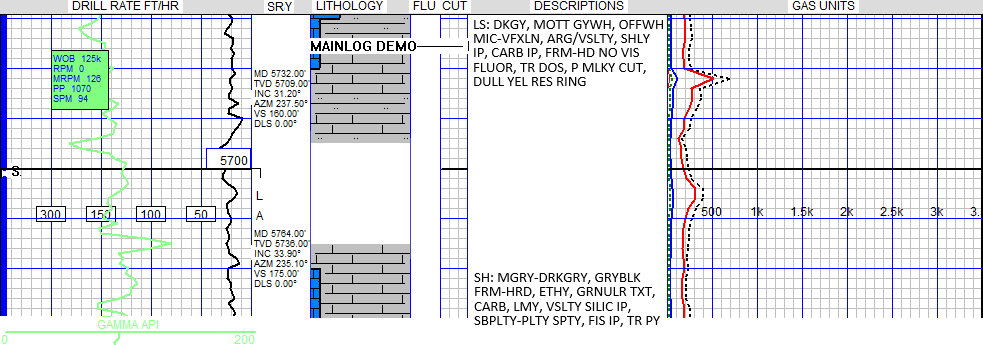 DRILL RATE FT/HR SRY LITHOLOGY FLU CUT DESCRIPTIONS GAS UNITS
LS: DKGY, MOTT GYWH, OFFWH
MIC-VFXLN, ARG/VSLTY, SHLY
IP, CARB IP, FRM-HD NO VIS
FLUOR, TR DOS, P MLKY CUT,
DULL YEL RES RING
MAINLOG DEMO
WOB 125k
RPM 0
MRPM 126
PP 1070
SPM 94
MD 5732.00'
TVD 5709.00'
INC 31.20°
AZM 237.50°
VS 160.00'
DLS 0.00°
5700
S.
L
A
300 150 100 50
500 1k 1.5k 2k 2.5k 3k 3.
MD 5764.00'
TVD 5736.00'
INC 33.90°
AZM 235.10°
VS 175.00'
DLS 0.00°
SH: MGRY-DRKGRY, GRYBLK
FRM-HRD, ETHY, GRNULR TXT,
CARB, LMY, VSLTY SILIC IP,
SBPLTY-PLTY SPTY, FIS IP, TR PY
GAMMA API
0 200